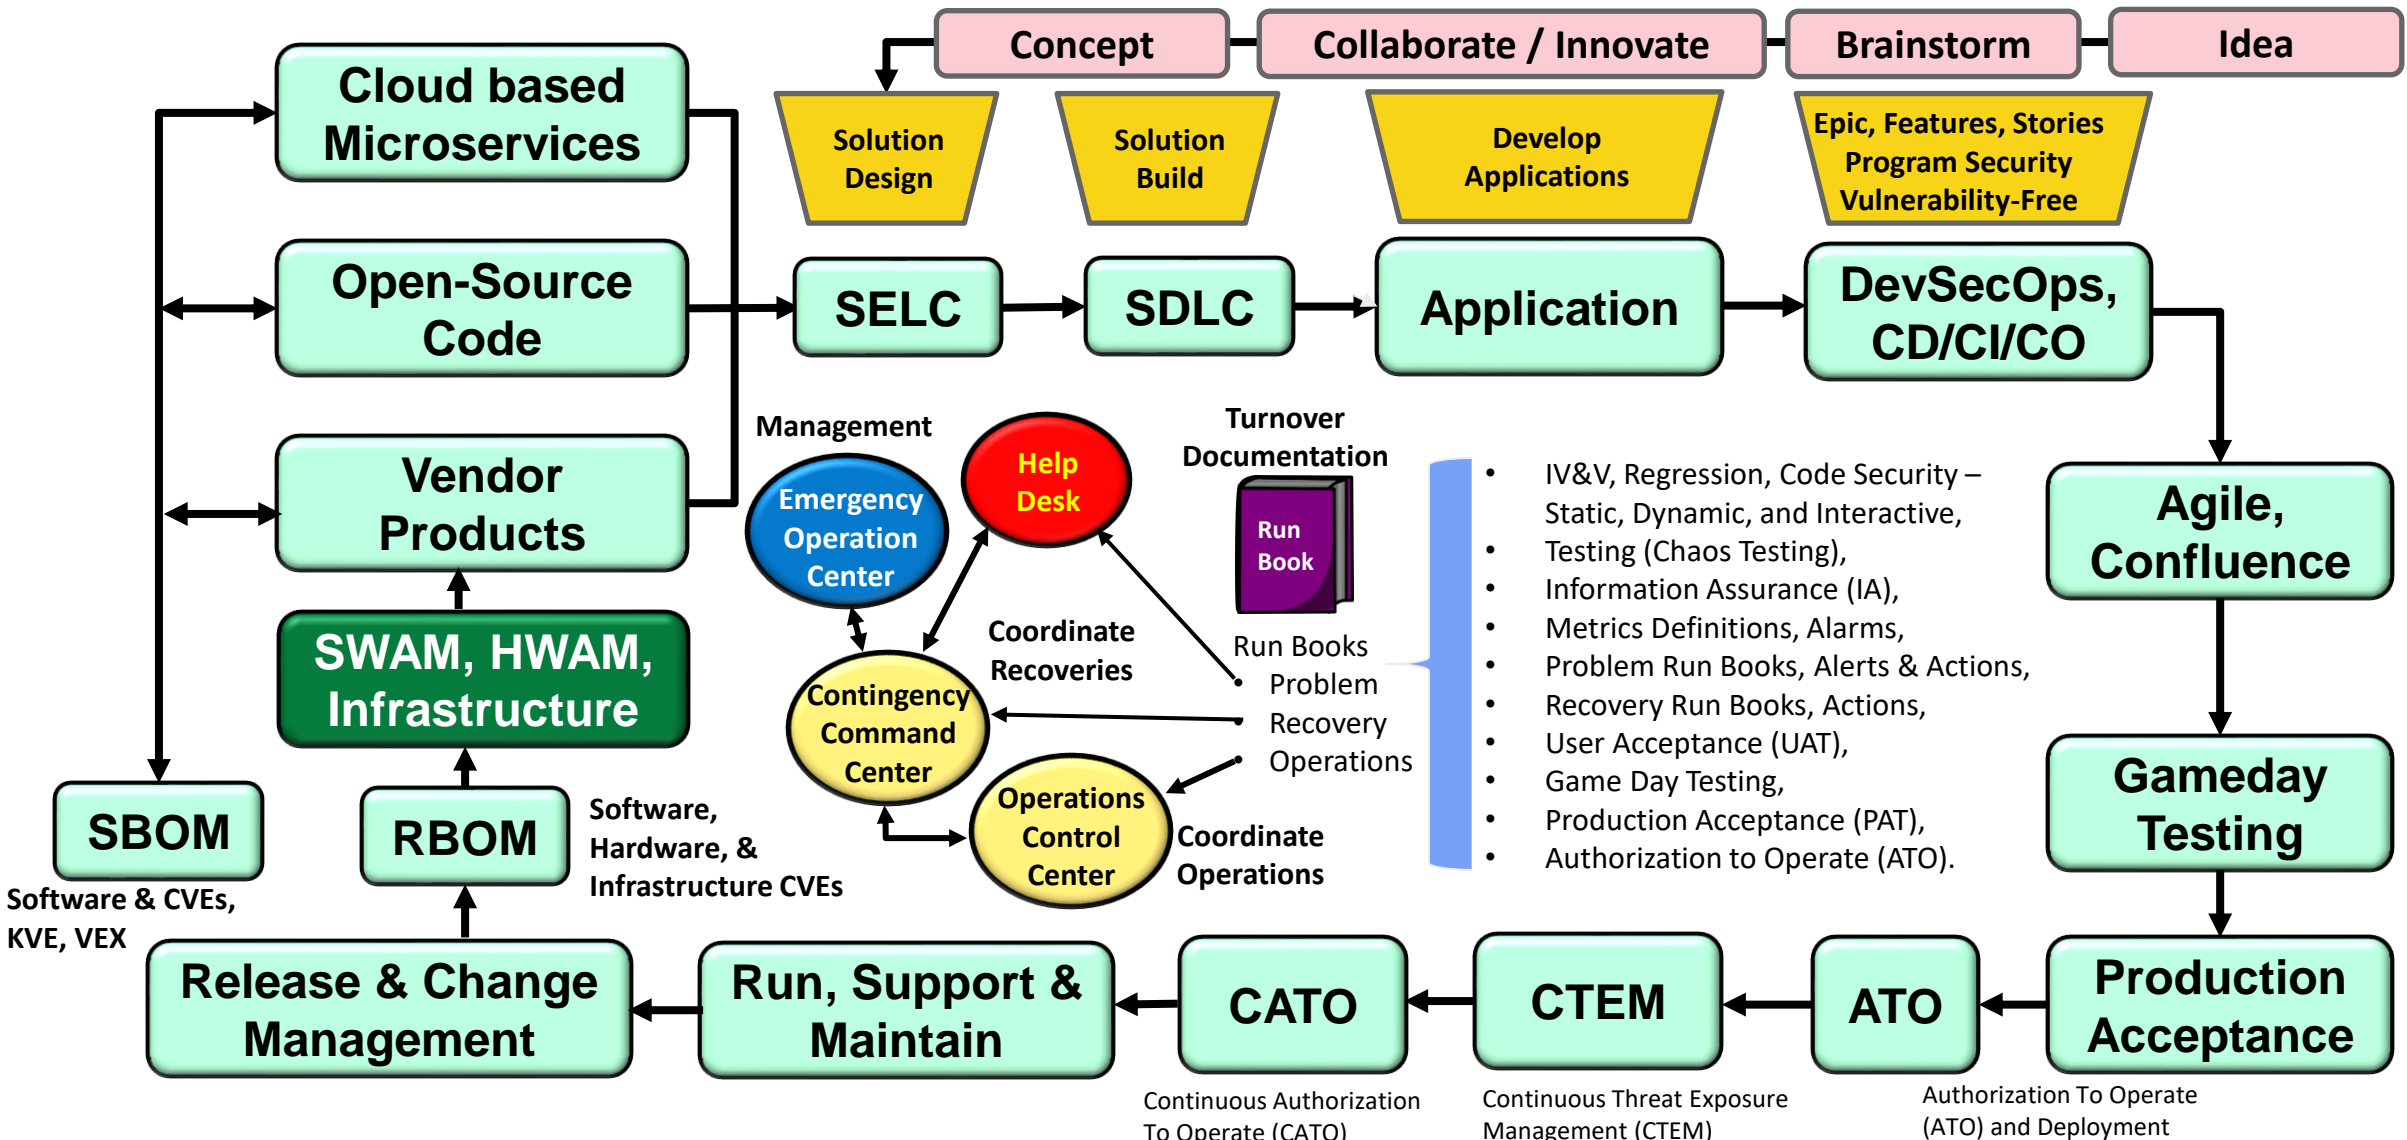 Concept
Collaborate / Innovate
Brainstorm
Idea
Cloud based
Microservices
Solution
Design
Solution
Build
Develop
Applications
Epic, Features, Stories
Program Security
Vulnerability-Free
Open-Source
Code
SELC
SDLC
Application
DevSecOps,
CD/CI/CO
Vendor
Products
Management
Emergency
Operation
Center
Help
Desk
Turnover
Documentation
Run
Book
• IV&V, Regression, Code Security –
Static, Dynamic, and Interactive,
• Testing (Chaos Testing),
• Information Assurance (IA),
• Metrics Definitions, Alarms,
• Problem Run Books, Alerts & Actions,
• Recovery Run Books, Actions,
• User Acceptance (UAT),
• Game Day Testing,
• Production Acceptance (PAT),
• Authorization to Operate (ATO).
Agile,
Confluence
SWAM, HWAM,
Infrastructure
Coordinate
Recoveries
Run Books
• Problem
• Recovery
• Operations
Contingency
Command
Center
Operations
Control
Center
Coordinate
Operations
Gameday
Testing
SBOM
Software & CVEs,
KVE, VEX
RBOM
Software,
Hardware, &
Infrastructure CVEs
Release & Change
Management
Run, Support &
Maintain
CATO
CTEM
ATO
Production
Acceptance
Continuous Authorization
To Operate (CATO)
Continuous Threat Exposure
Management (CTEM)
Authorization To Operate
(ATO) and Deployment